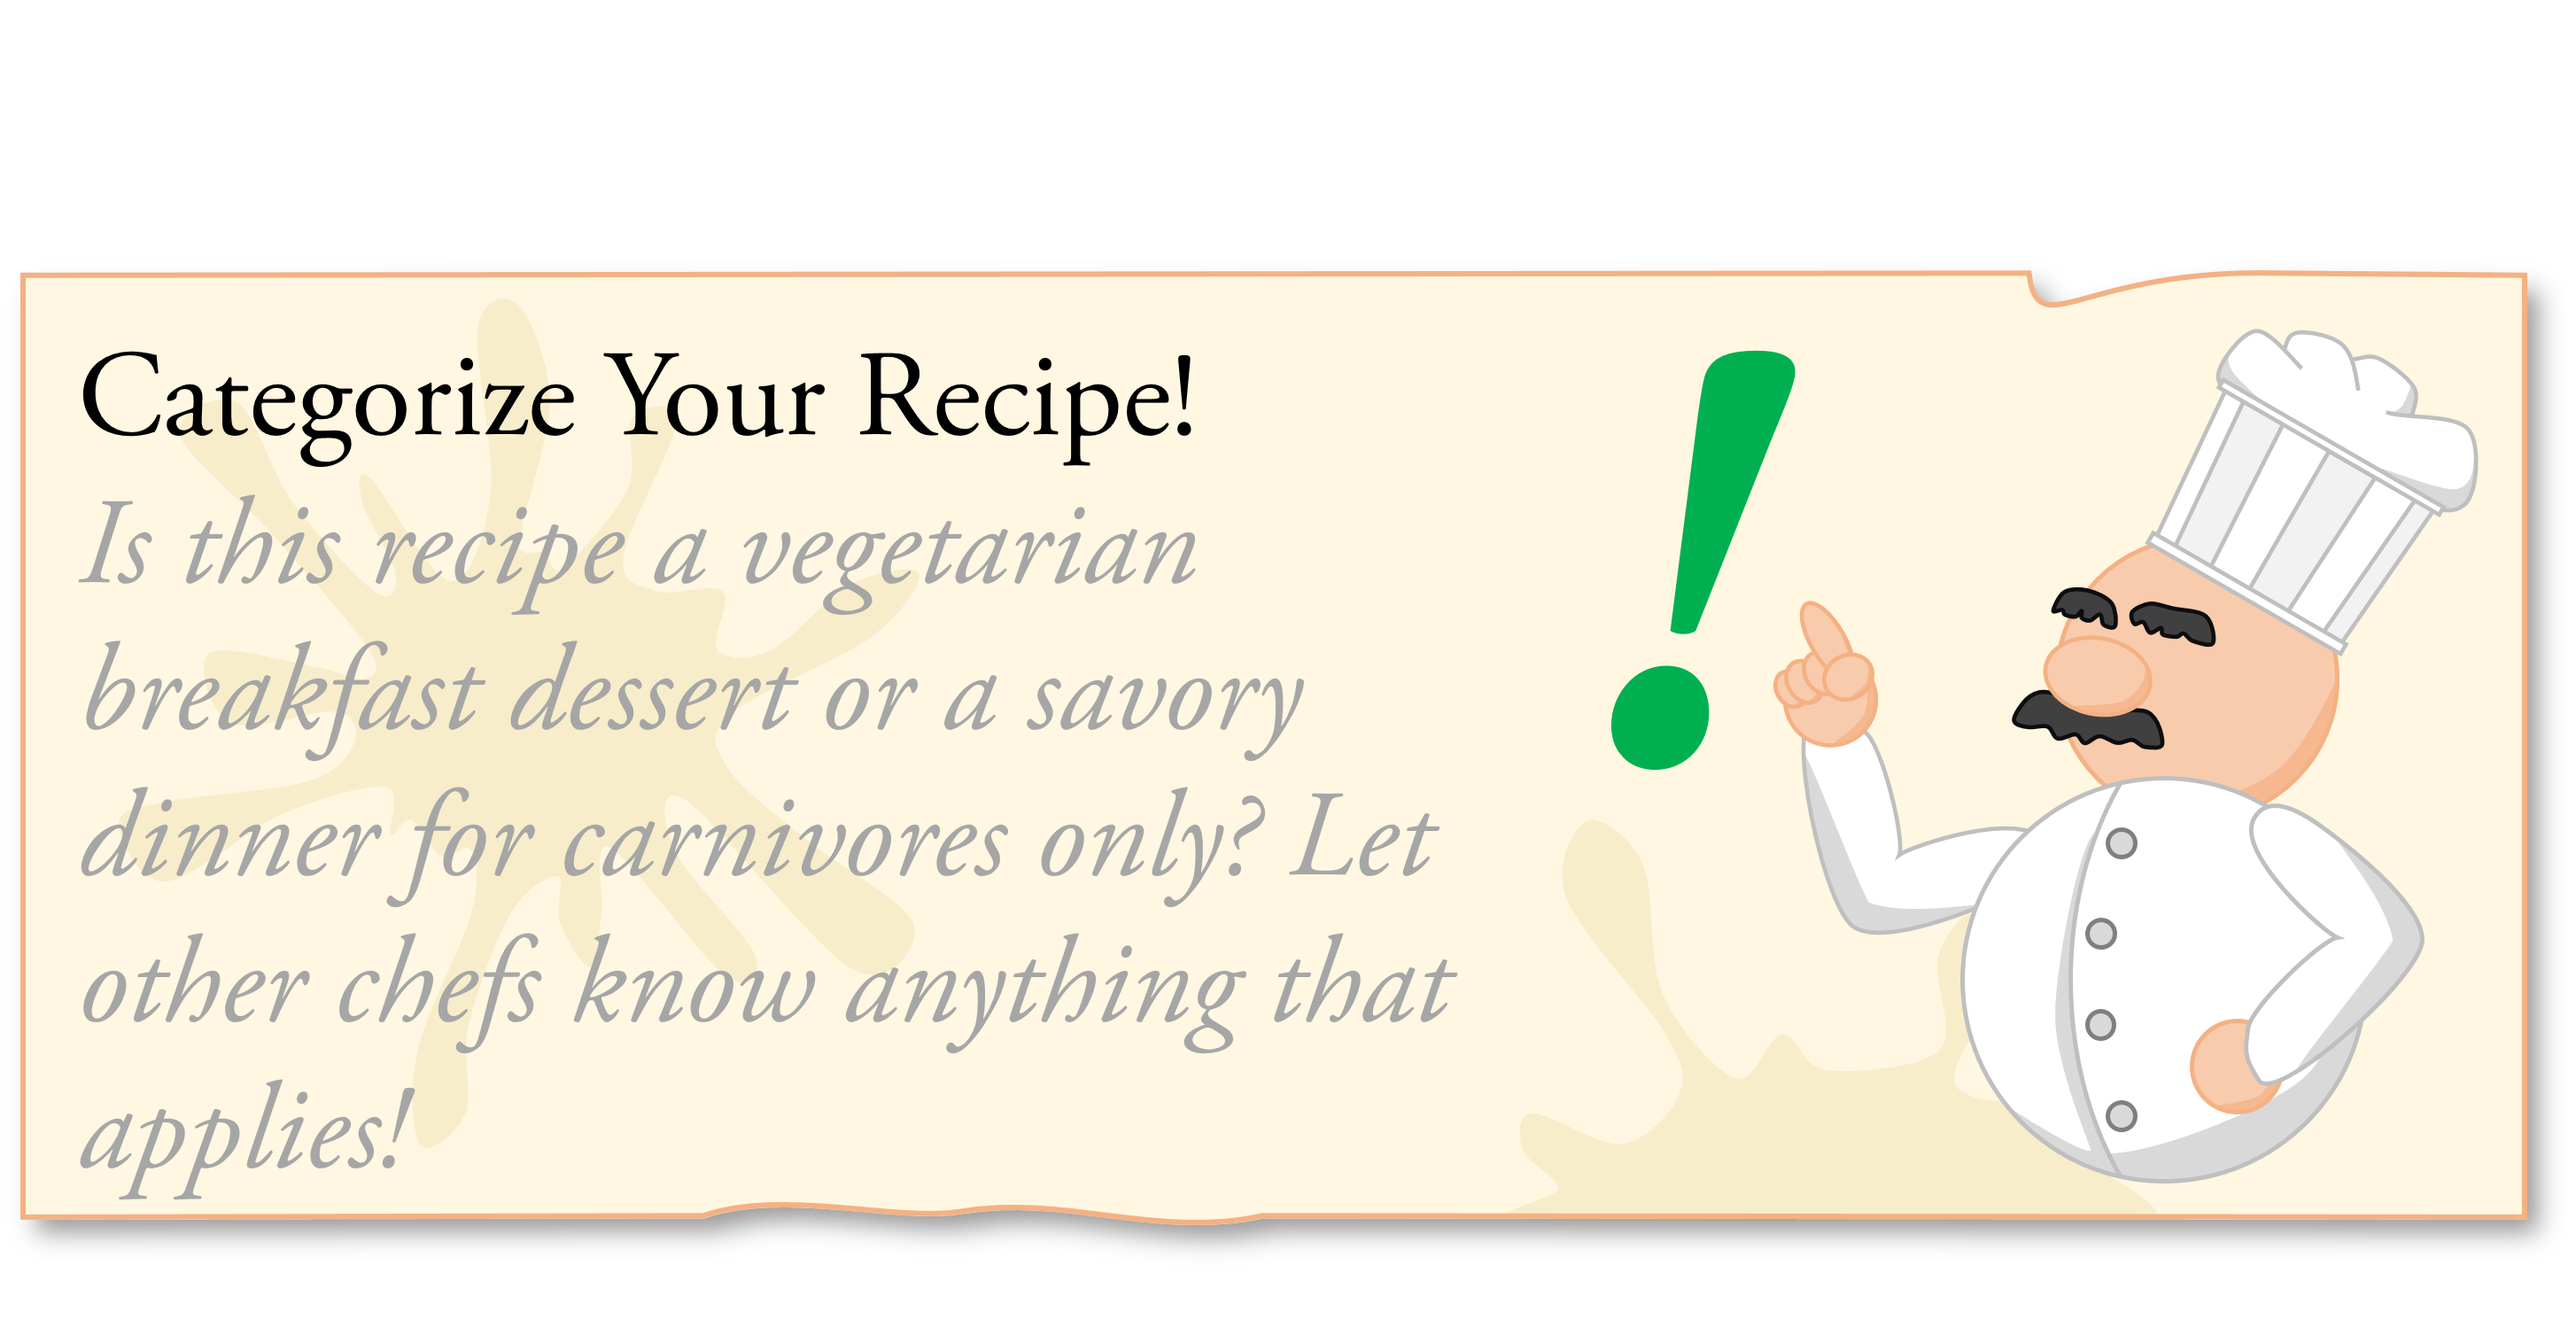 Categorize Your Recipe!
Is this recipe a vegetarian
breakfast dessert or a savory
dinner for carnivores only? Let
other chefs know anything that
applies!
!